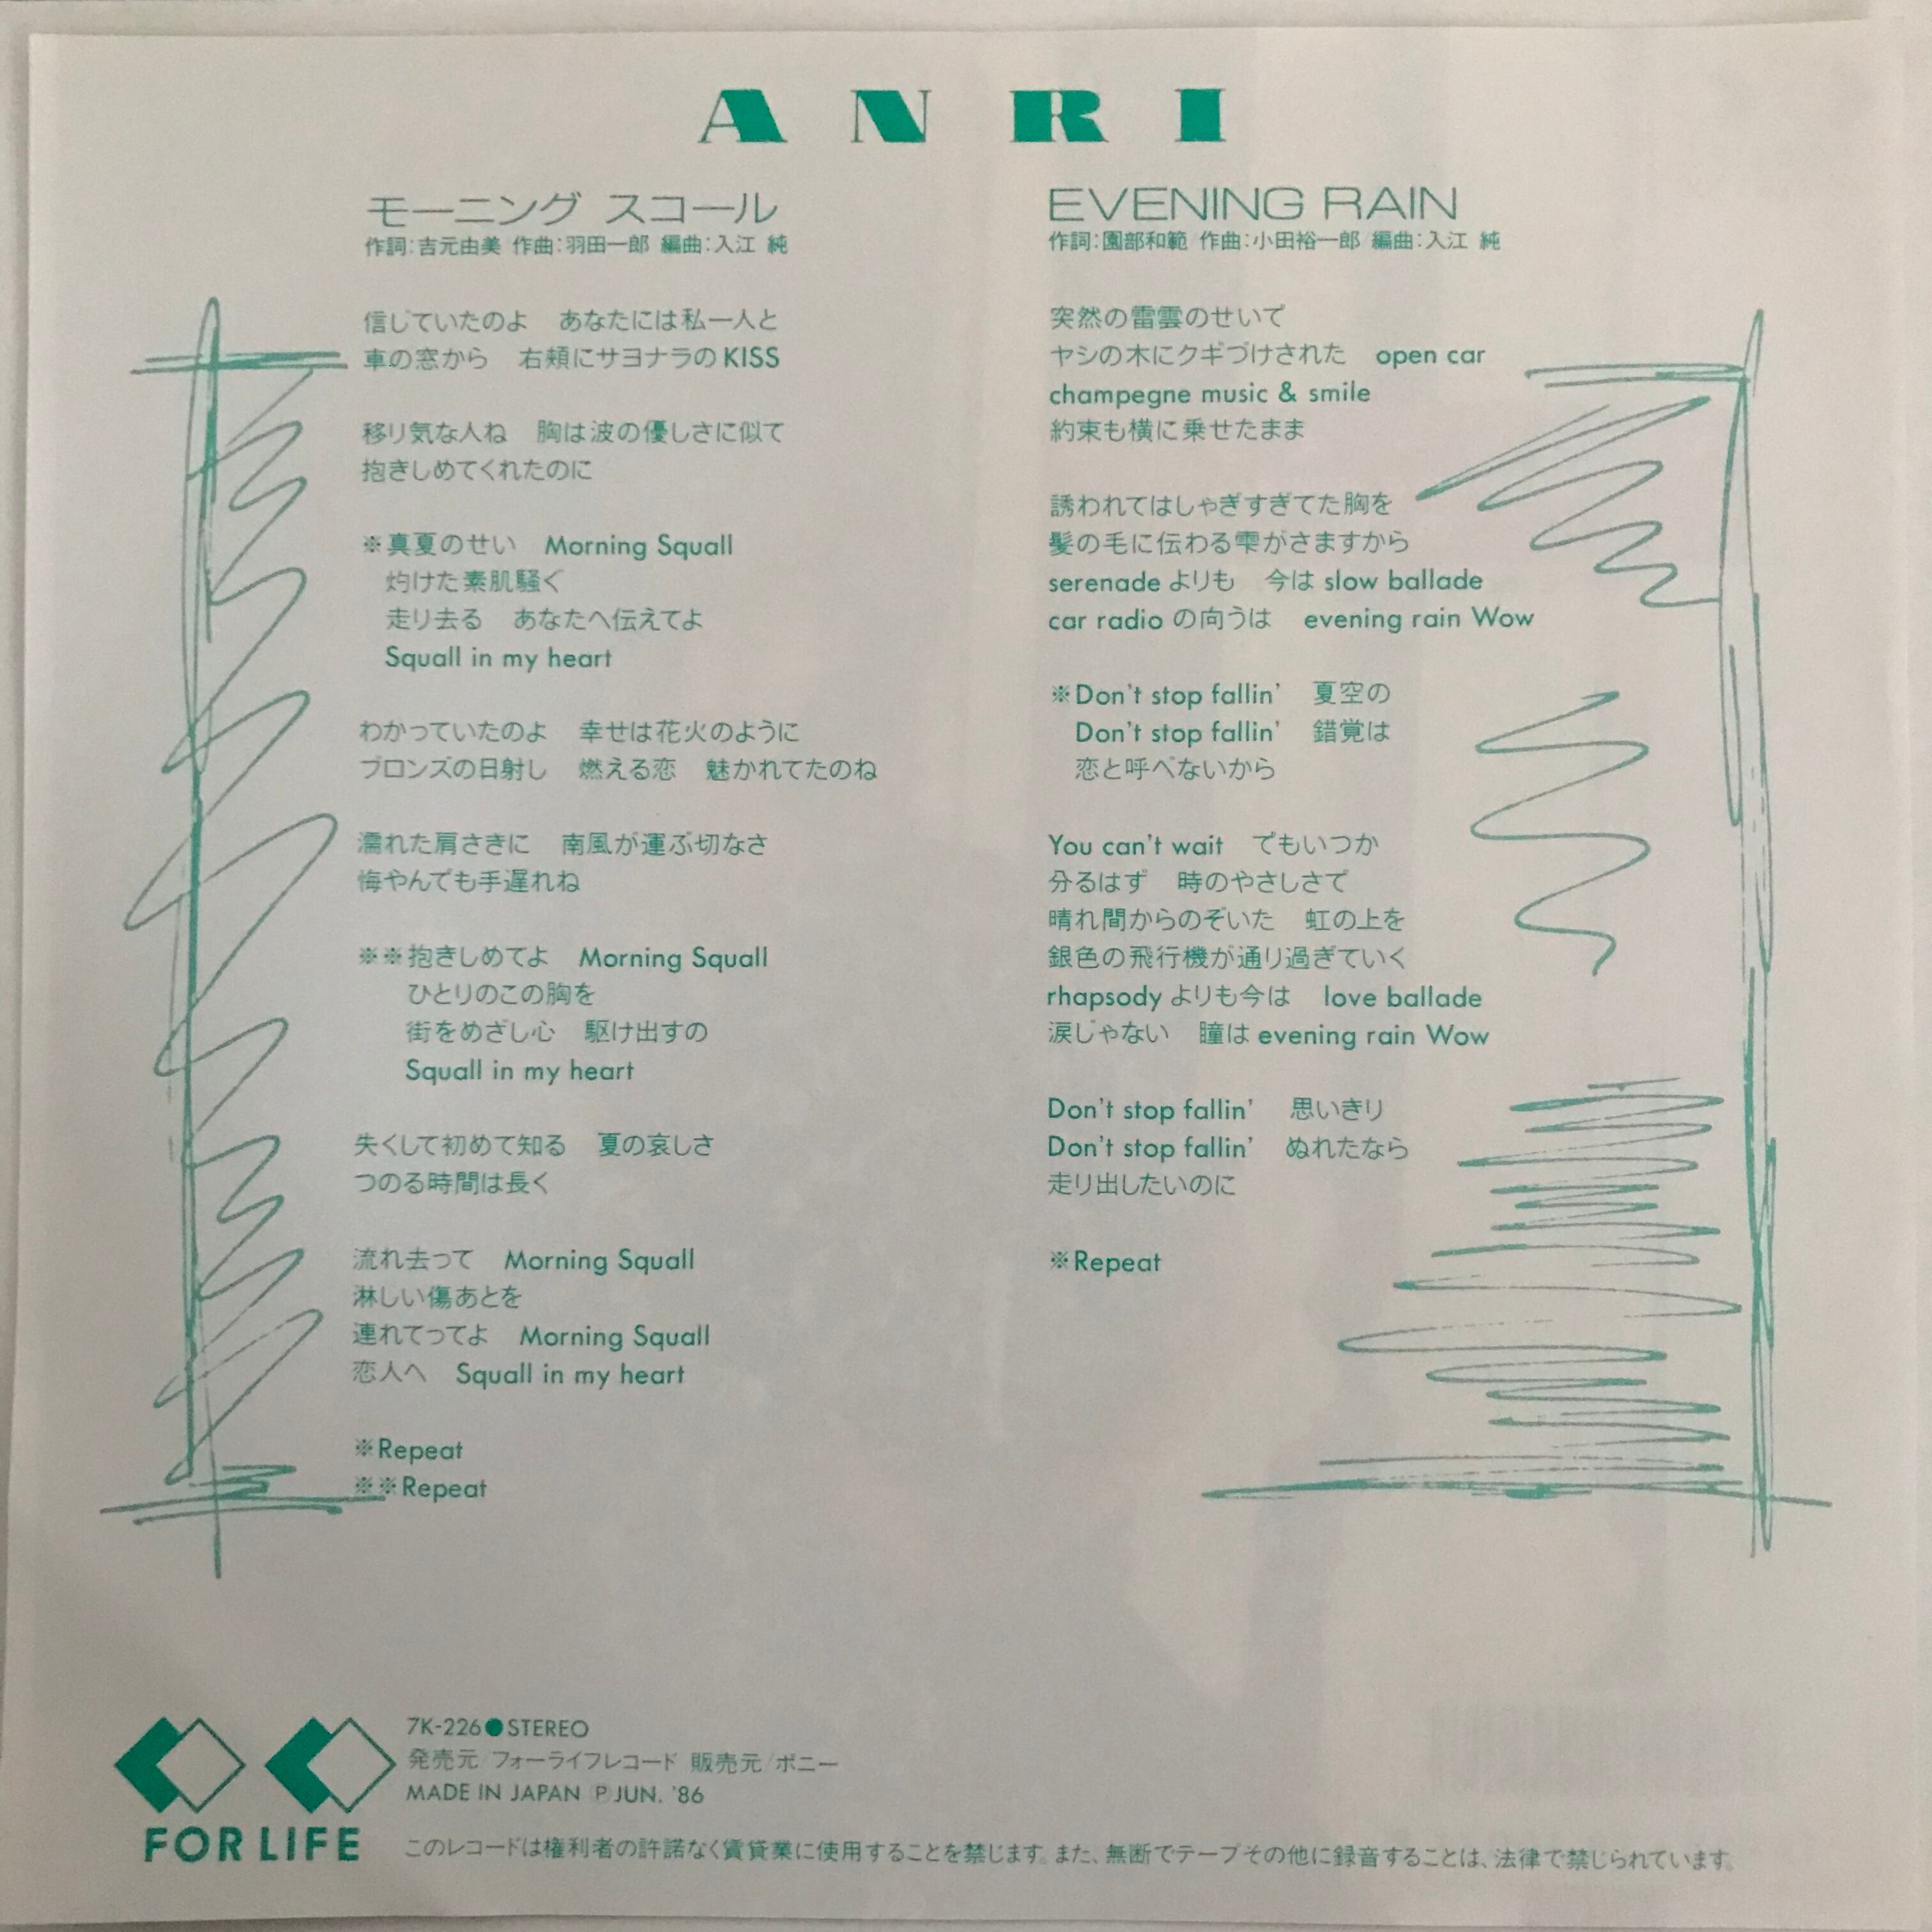 ANRI
モーニング スコール
作詞:吉元由美 作曲:羽田一郎 編曲:入江 純
信じていたのよ あなたには私一人と
車の窓から 右頬にサヨナラのKISS
移り気な人ね 胸は波の優しさに似て
抱きしめてくれたのに
※真夏のせい Morning Squall
灼けた素肌騒ぐ
走り去る あなたへ伝えてよ
Squall in my heart
わかっていたのよ 幸せは花火のように
ブロンズの日射し 燃える恋 魅かれてたのね
濡れた肩さきに 南風が運ぶ切なさ
悔やんでも手遅れね
※※抱きしめてよ Morning Squall
ひとりのこの胸を
街をめざし心 駆け出すの
Squall in my heart
失くして初めて知る 夏の哀しさ
つのる時間は長く
流れ去って Morning Squall
淋しい傷あとを
連れてってよ Morning Squall
恋人へ Squall in my heart
※Repeat
※※Repeat
EVENING RAIN
作詞:園部和範 作曲:小田裕一郎 編曲:入江 純
突然の雷雲のせいで
ヤシの木にクギづけされた open car
champegne music & smile
約束も横に乗せたまま
誘われてはしゃぎすぎてた胸を
髪の毛に伝わる雫がさますから
serenadeよりも 今は slow ballade
car radioの向うは evening rain Wow
※Don't stop fallin' 夏空の
Don't stop fallin' 錯覚は
恋と呼べないから
You can't wait でもいつか
分るはず 時のやさしさで
晴れ間からのぞいた 虹の上を
銀色の飛行機が通り過ぎていく
rhapsodyよりも今は love ballade
涙じゃない 瞳は evening rain Wow
Don't stop fallin' 思いきり
Don't stop fallin' ぬれたなら
走り出したいのに
※Repeat
7K-226●STEREO
発売元/フォーライフレコード 販売元/ポニー
MADE IN JAPAN Ⓟ JUN. '86
FOR LIFE
このレコードは権利者の許諾なく賃貸業に使用することを禁じます。また、無断でテープその他に録音することは、法律で禁じられています。